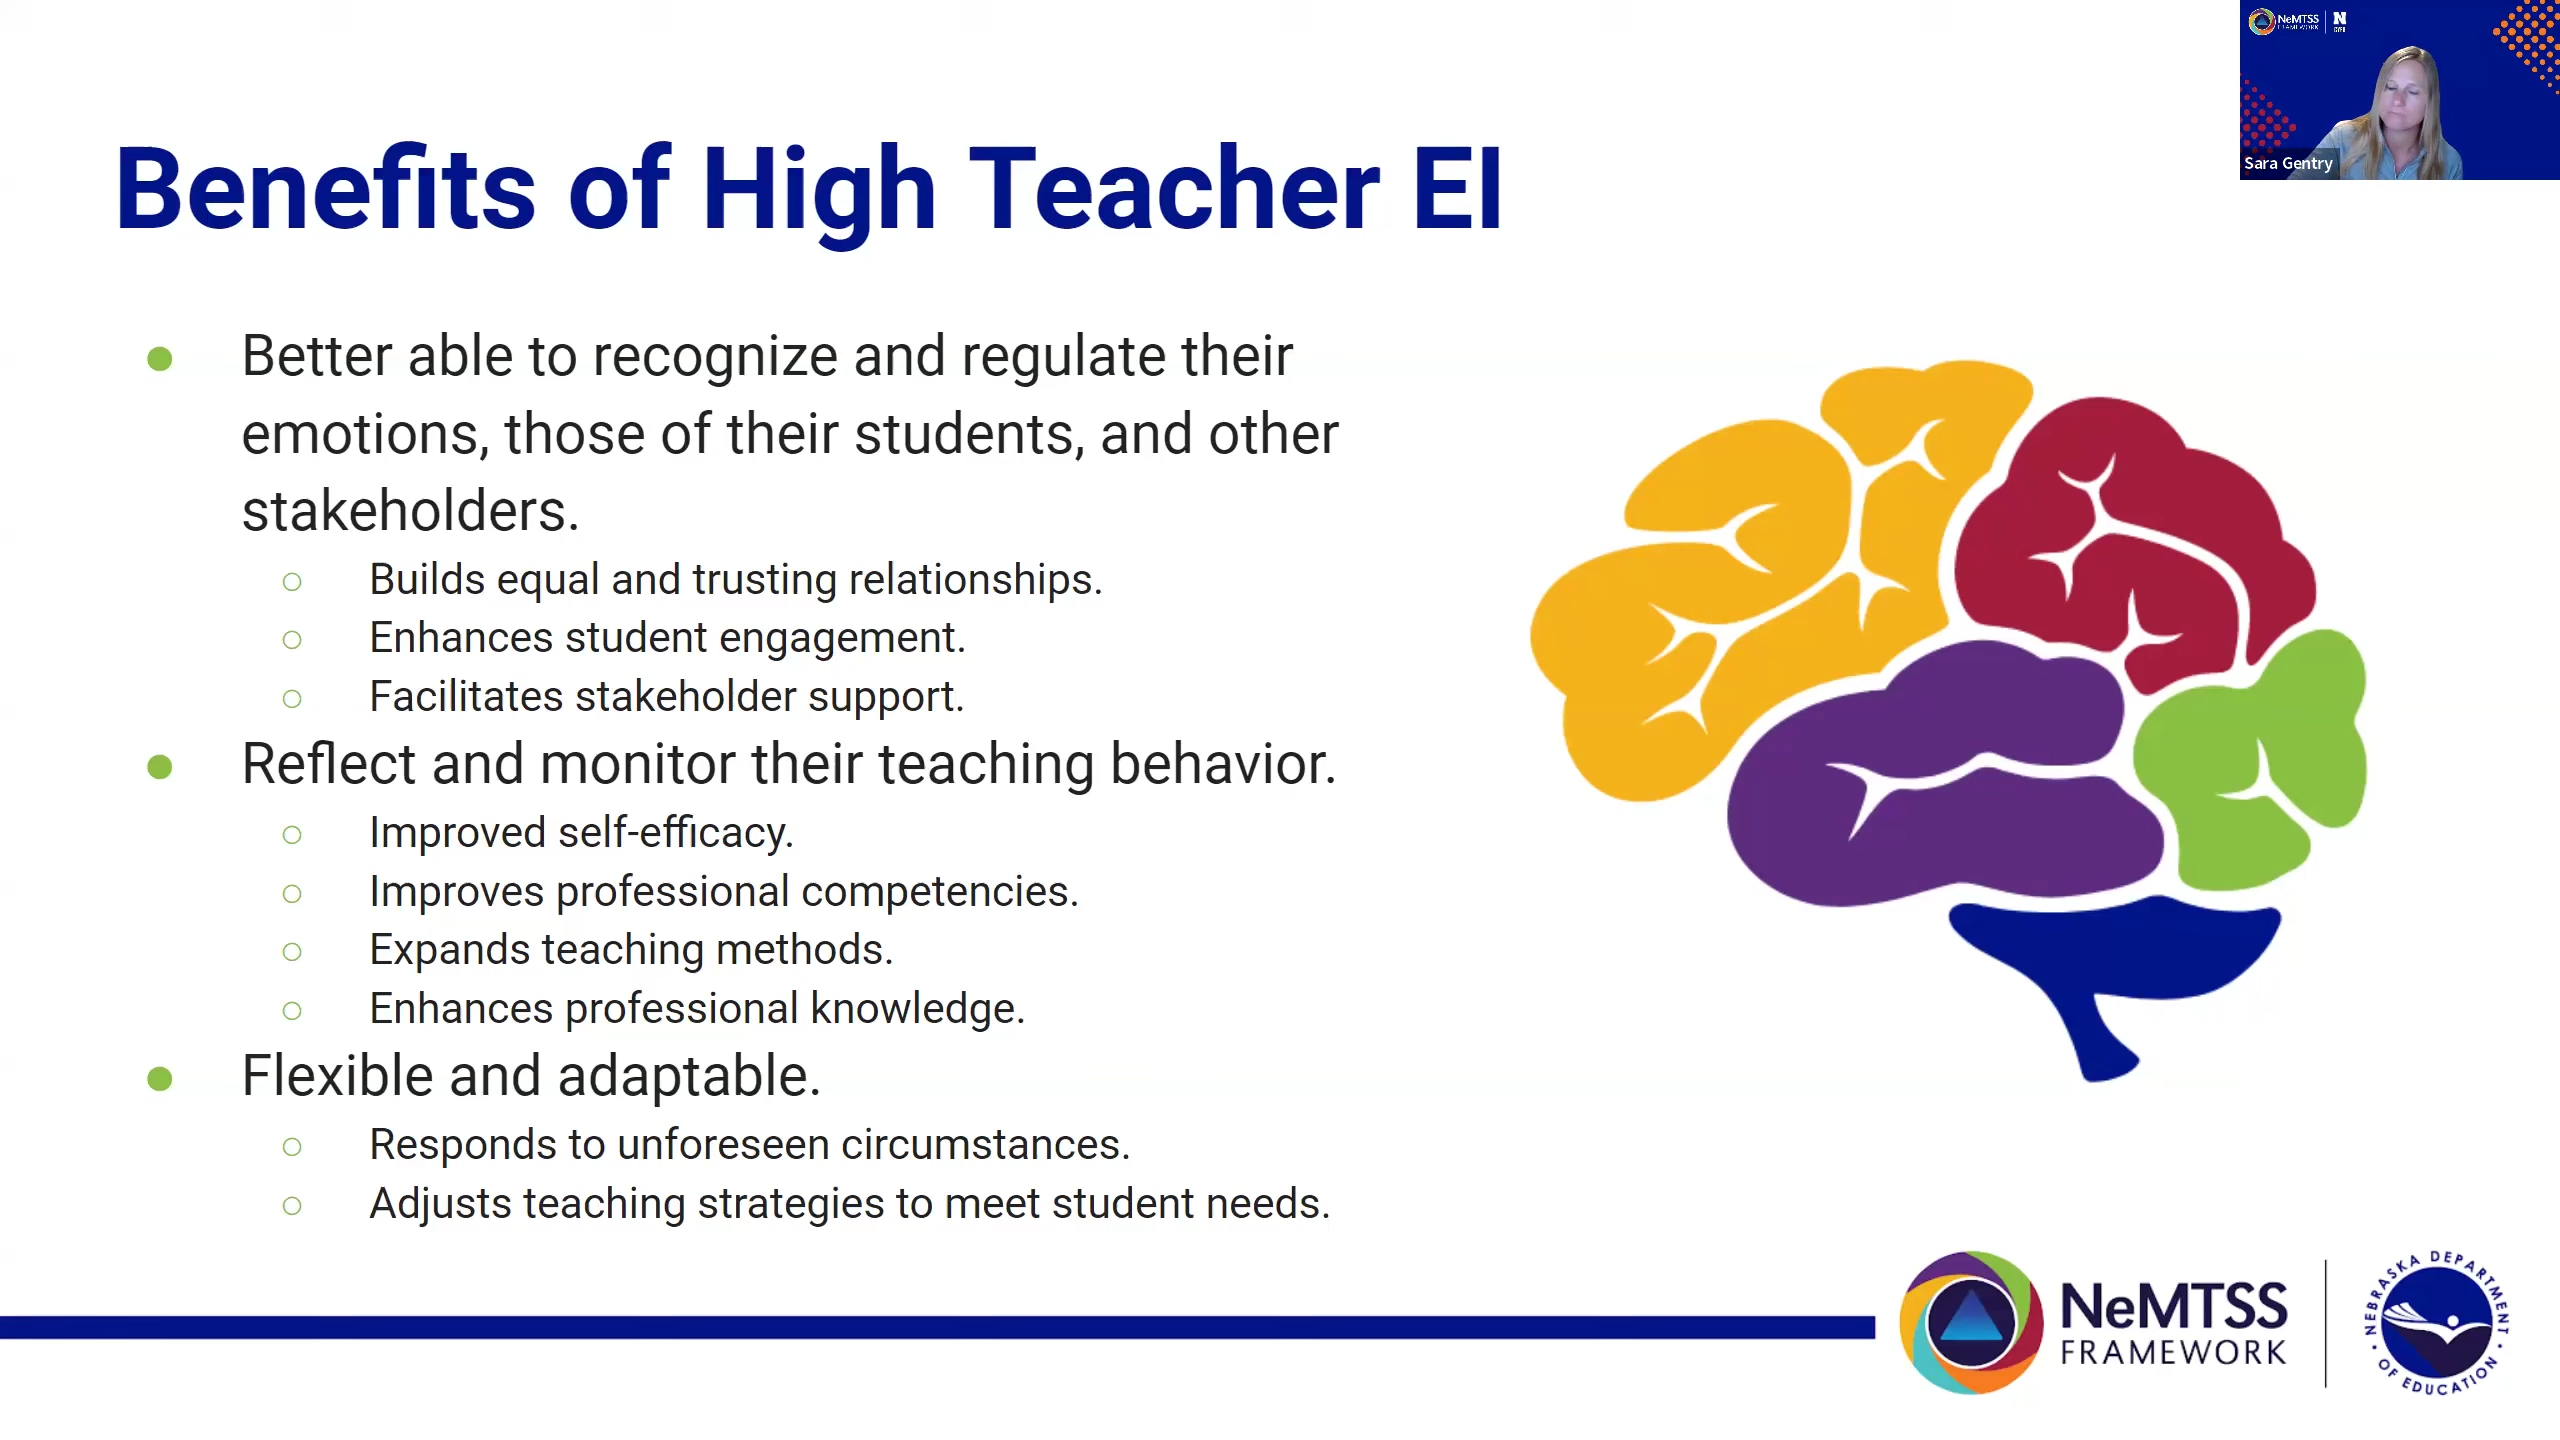 NeMTSS
FRAMEWORK
N
Sara Gentry
Benefits of High Teacher EI
● Better able to recognize and regulate their
emotions, those of their students, and other
stakeholders.
○ Builds equal and trusting relationships.
○ Enhances student engagement.
○ Facilitates stakeholder support.
● Reflect and monitor their teaching behavior.
○ Improved self-efficacy.
○ Improves professional competencies.
○ Expands teaching methods.
○ Enhances professional knowledge.
● Flexible and adaptable.
○ Responds to unforeseen circumstances.
○ Adjusts teaching strategies to meet student needs.
NeMTSS
FRAMEWORK
NEBRASKA DEPARTMENT
• OF EDUCATION •